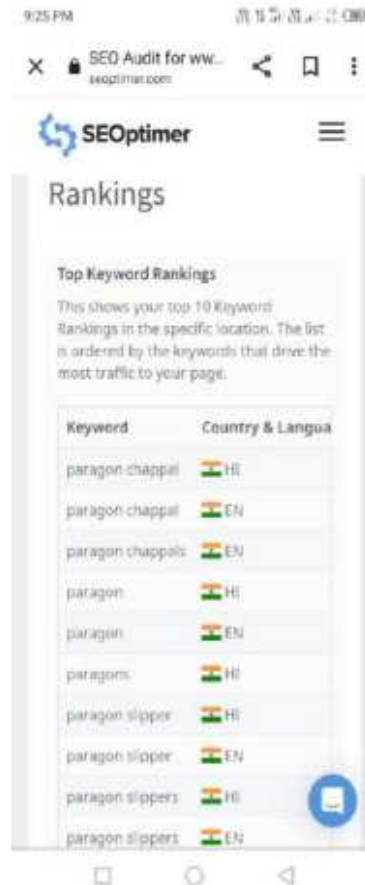 9:25 PM
SEO Audit for ww...
seoptimer.com
SEOptimer
Rankings
Top Keyword Rankings
This shows your top 10 Keyword
Rankings in the specific location. The list
is ordered by the keywords that drive the
most traffic to your page.
Keyword Country & Langua
paragon chappal HI
paragon chappal EN
paragon chappals EN
paragon HI
paragon EN
paragons HI
paragon slipper HI
paragon slipper EN
paragon slippers HI
paragon slippers EN